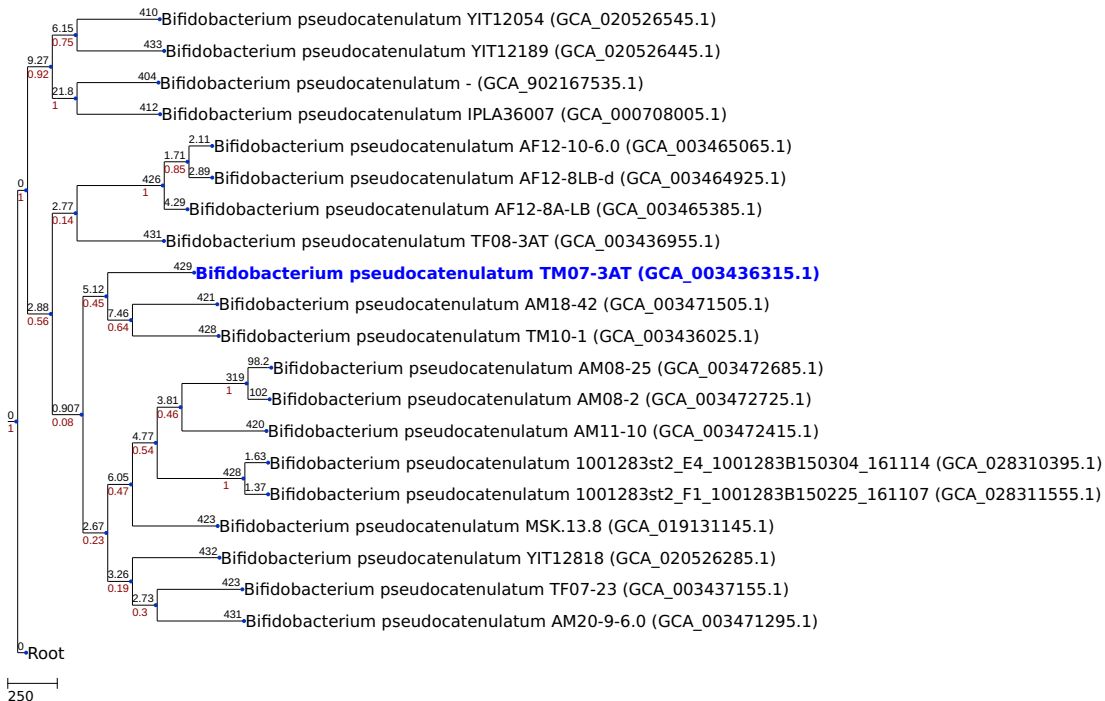 410 Bifidobacterium pseudocatenulatum YIT12054 (GCA_020526545.1)
6.15
0.75
433 Bifidobacterium pseudocatenulatum YIT12189 (GCA_020526445.1)
9.27
0.92
404 Bifidobacterium pseudocatenulatum - (GCA_902167535.1)
21.8
1
412 Bifidobacterium pseudocatenulatum IPLA36007 (GCA_000708005.1)
2.11 Bifidobacterium pseudocatenulatum AF12-10-6.0 (GCA_003465065.1)
1.71
0.85
2.89 Bifidobacterium pseudocatenulatum AF12-8LB-d (GCA_003464925.1)
426
1
0
1
4.29 Bifidobacterium pseudocatenulatum AF12-8A-LB (GCA_003465385.1)
2.77
0.14
431 Bifidobacterium pseudocatenulatum TF08-3AT (GCA_003436955.1)
429 Bifidobacterium pseudocatenulatum TM07-3AT (GCA_003436315.1)
5.12
0.45
421 Bifidobacterium pseudocatenulatum AM18-42 (GCA_003471505.1)
2.88
0.56
7.46
0.64
428 Bifidobacterium pseudocatenulatum TM10-1 (GCA_003436025.1)
98.2 Bifidobacterium pseudocatenulatum AM08-25 (GCA_003472685.1)
319
1
102 Bifidobacterium pseudocatenulatum AM08-2 (GCA_003472725.1)
3.81
0.46
0.907
0.08
0
1
420 Bifidobacterium pseudocatenulatum AM11-10 (GCA_003472415.1)
4.77
0.54
1.63 Bifidobacterium pseudocatenulatum 1001283st2_E4_1001283B150304_161114 (GCA_028310395.1)
428
1
1.37 Bifidobacterium pseudocatenulatum 1001283st2_F1_1001283B150225_161107 (GCA_028311555.1)
6.05
0.47
423 Bifidobacterium pseudocatenulatum MSK.13.8 (GCA_019131145.1)
2.67
0.23
432 Bifidobacterium pseudocatenulatum YIT12818 (GCA_020526285.1)
3.26
0.19
423 Bifidobacterium pseudocatenulatum TF07-23 (GCA_003437155.1)
2.73
0.3
431 Bifidobacterium pseudocatenulatum AM20-9-6.0 (GCA_003471295.1)
0 Root
250